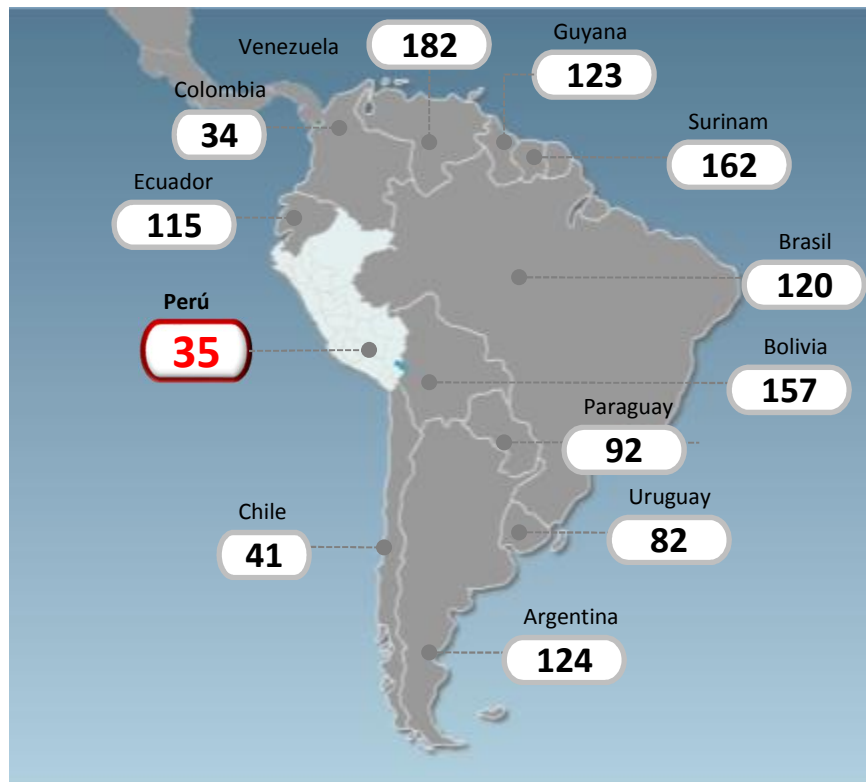 Venezuela
182
Guyana
123
Colombia
34
Surinam
162
Ecuador
115
Brasil
120
Perú
35
Bolivia
157
Paraguay
92
Uruguay
82
Chile
41
Argentina
124